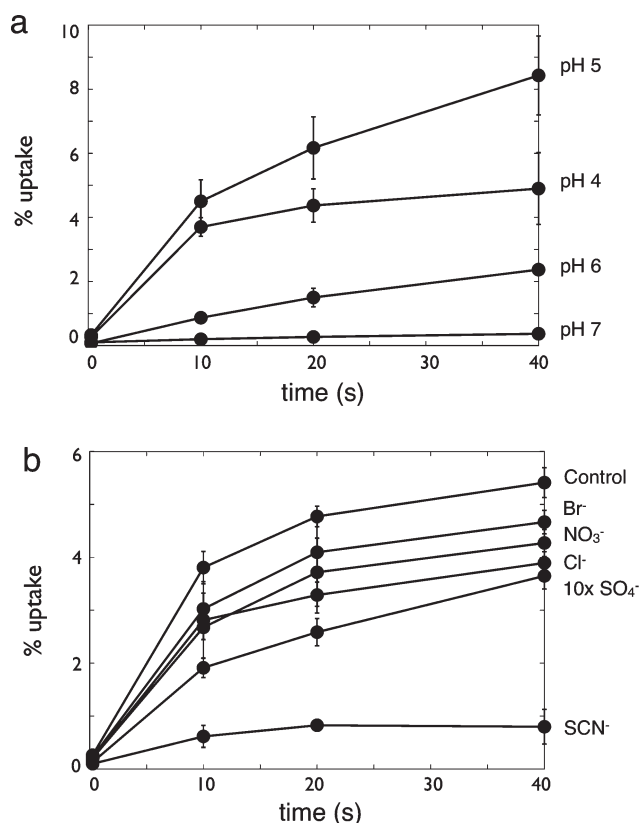 a
10
8
6
4
2
0
% uptake
pH 5
pH 4
pH 6
pH 7
0 10 20 30 40
time (s)
b
6
4
2
0
% uptake
Control
Br⁻
NO₃⁻
Cl⁻
10x SO₄⁻
SCN⁻
0 10 20 30 40
time (s)